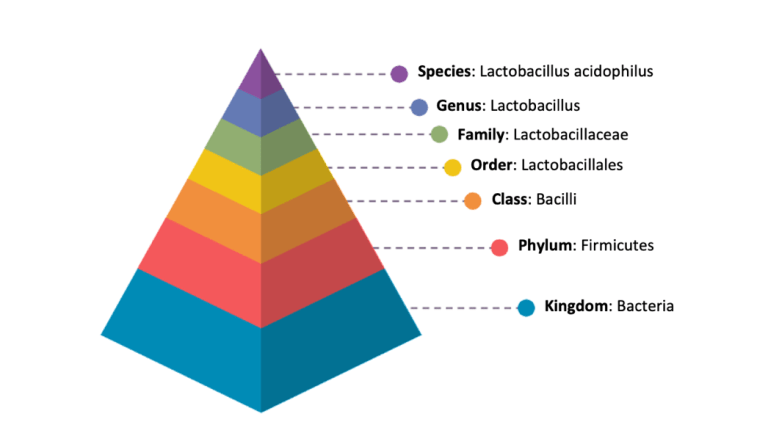 Species: Lactobacillus acidophilus
Genus: Lactobacillus
Family: Lactobacillaceae
Order: Lactobacillales
Class: Bacilli
Phylum: Firmicutes
Kingdom: Bacteria